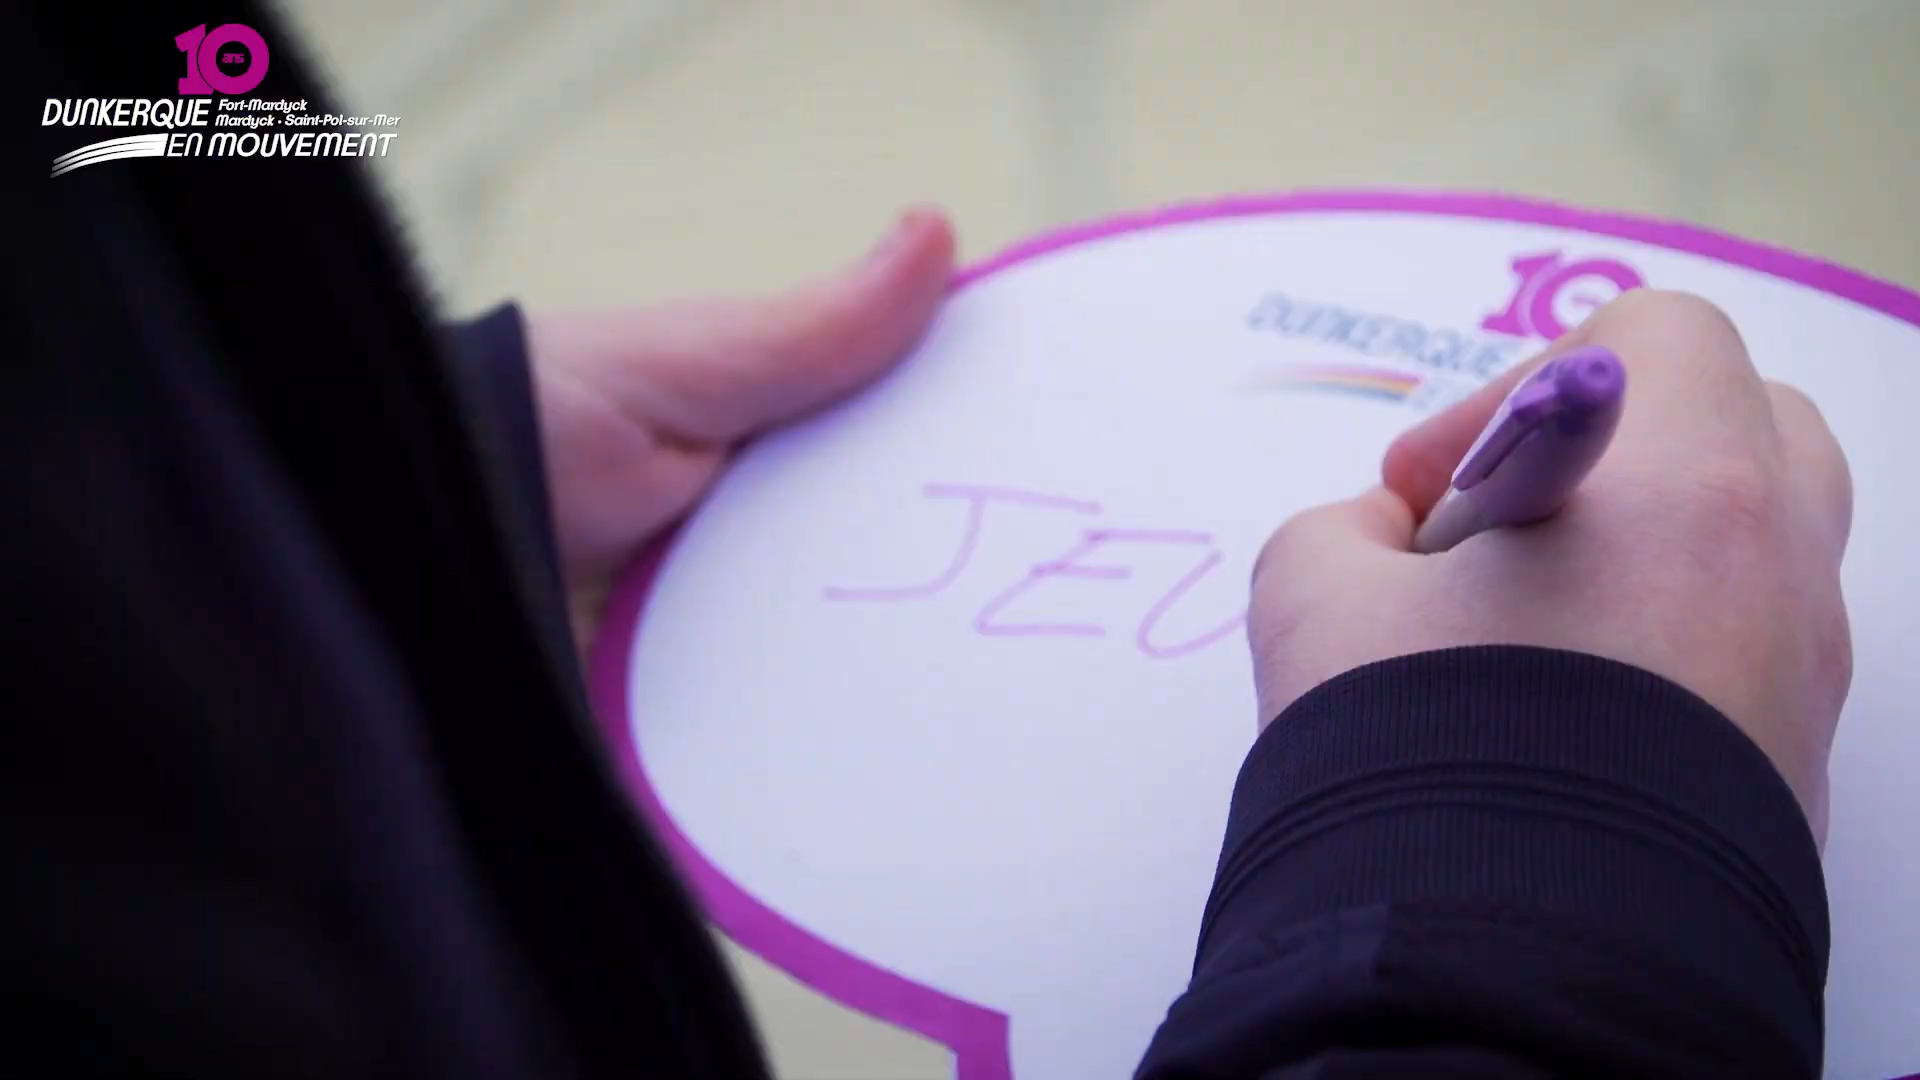 10 ans
DUNKERQUE Fort-Mardyck
Mardyck • Saint-Pol-sur-Mer
EN MOUVEMENT
10
DUNKERQUE
JEU